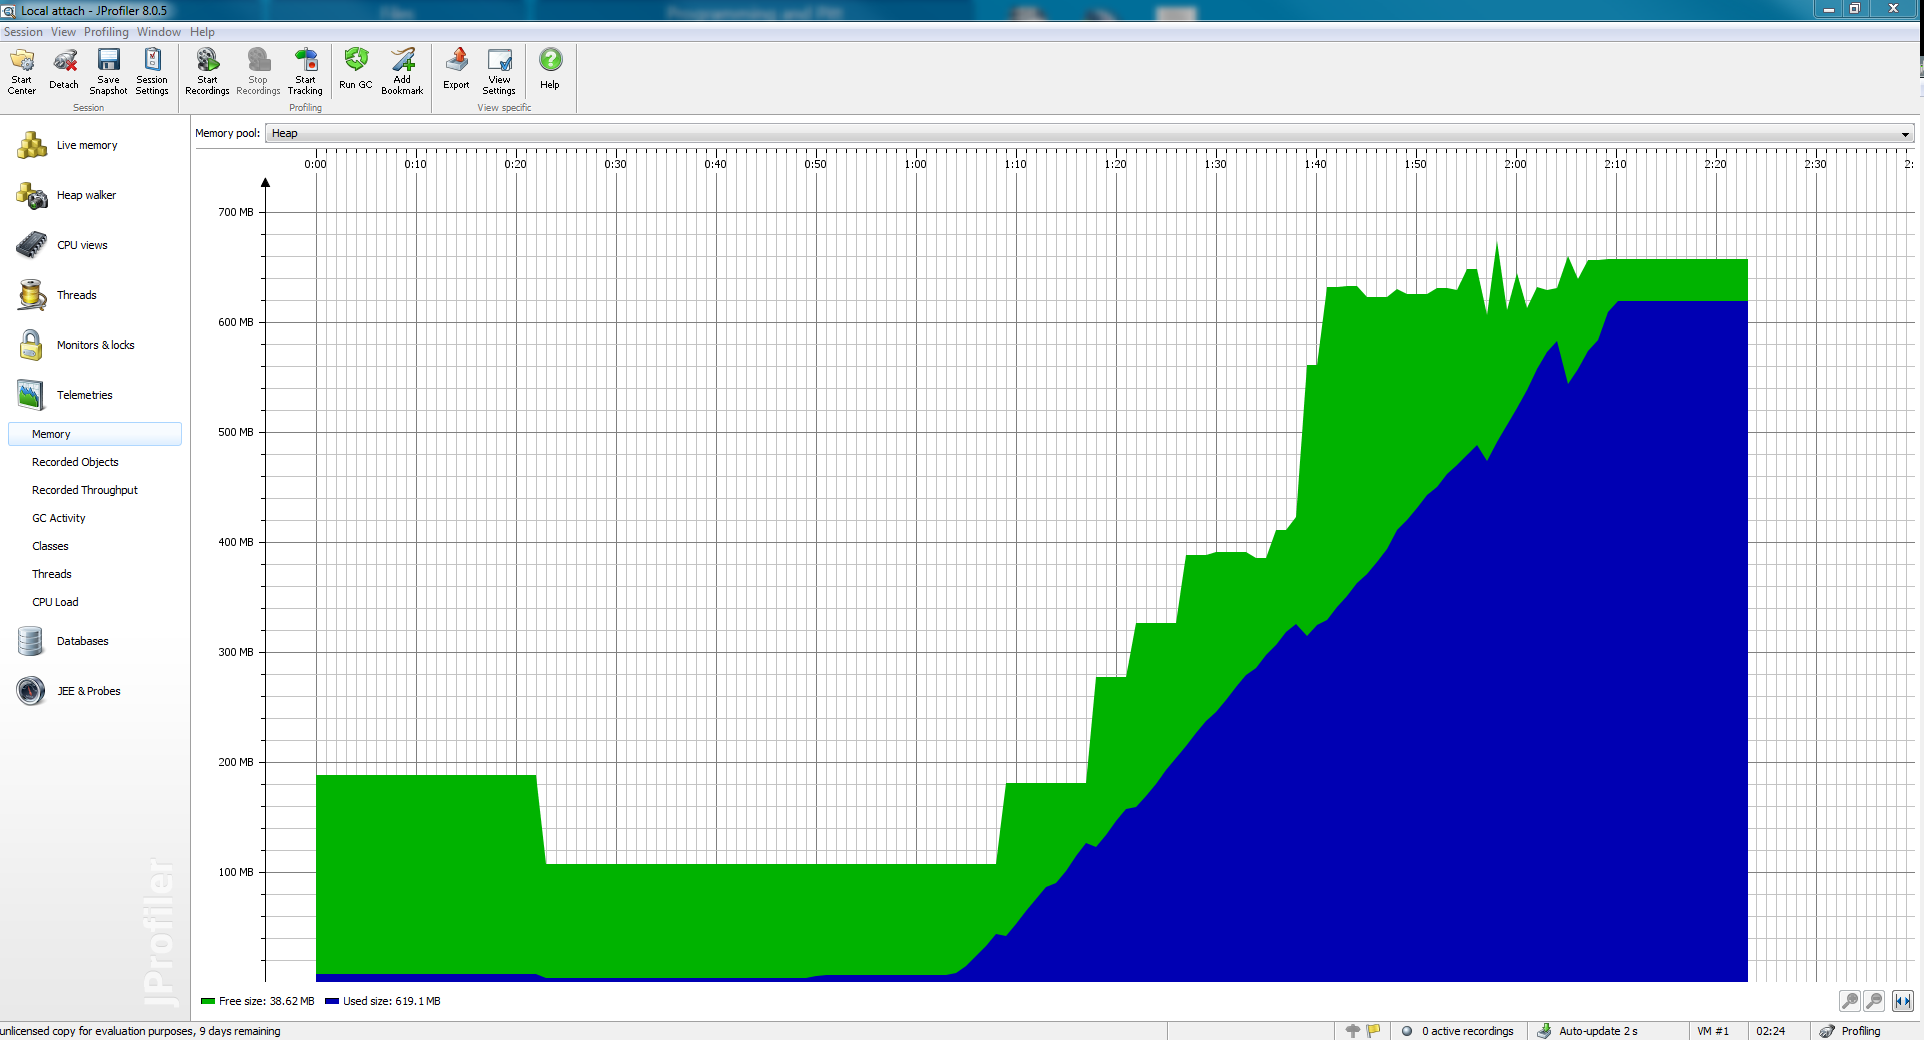 Local attach - JProfiler 8.0.5
Session View Profiling Window Help
Start Center
Detach
Save Snapshot
Session Settings
Start Recordings
Stop Recordings
Start Tracking
Run GC
Add Bookmark
Export
View Settings
Help
Session
Profiling
View specific
Live memory
Heap walker
CPU views
Threads
Monitors & locks
Telemetries
Memory
Recorded Objects
Recorded Throughput
GC Activity
Classes
Threads
CPU Load
Databases
JEE & Probes
JProfiler
Memory pool: Heap
0:00 0:10 0:20 0:30 0:40 0:50 1:00 1:10 1:20 1:30 1:40 1:50 2:00 2:10 2:20 2:30 2:
700 MB
600 MB
500 MB
400 MB
300 MB
200 MB
100 MB
Free size: 38.62 MB Used size: 619.1 MB
unlicensed copy for evaluation purposes, 9 days remaining
0 active recordings
Auto-update 2 s
VM #1
02:24
Profiling